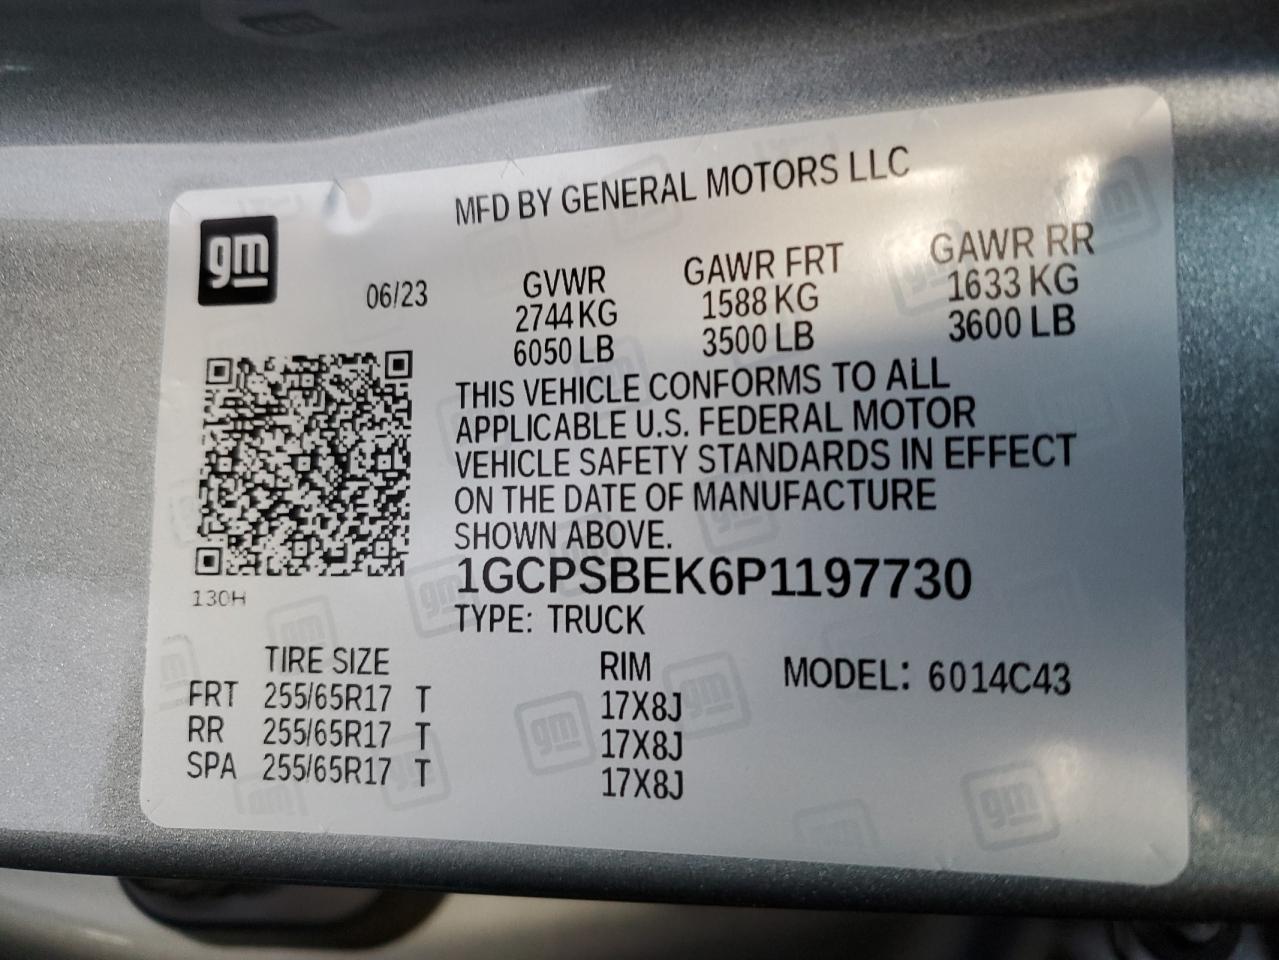 MFD BY GENERAL MOTORS LLC
gm
06/23
GVWR GAWR FRT GAWR RR
2744 KG 1588 KG 1633 KG
6050 LB 3500 LB 3600 LB
THIS VEHICLE CONFORMS TO ALL
APPLICABLE U.S. FEDERAL MOTOR
VEHICLE SAFETY STANDARDS IN EFFECT
ON THE DATE OF MANUFACTURE
SHOWN ABOVE.
1GCPSBEK6P1197730
130H
TYPE: TRUCK
TIRE SIZE RIM MODEL: 6014C43
FRT 255/65R17 T 17X8J
RR 255/65R17 T 17X8J
SPA 255/65R17 T 17X8J